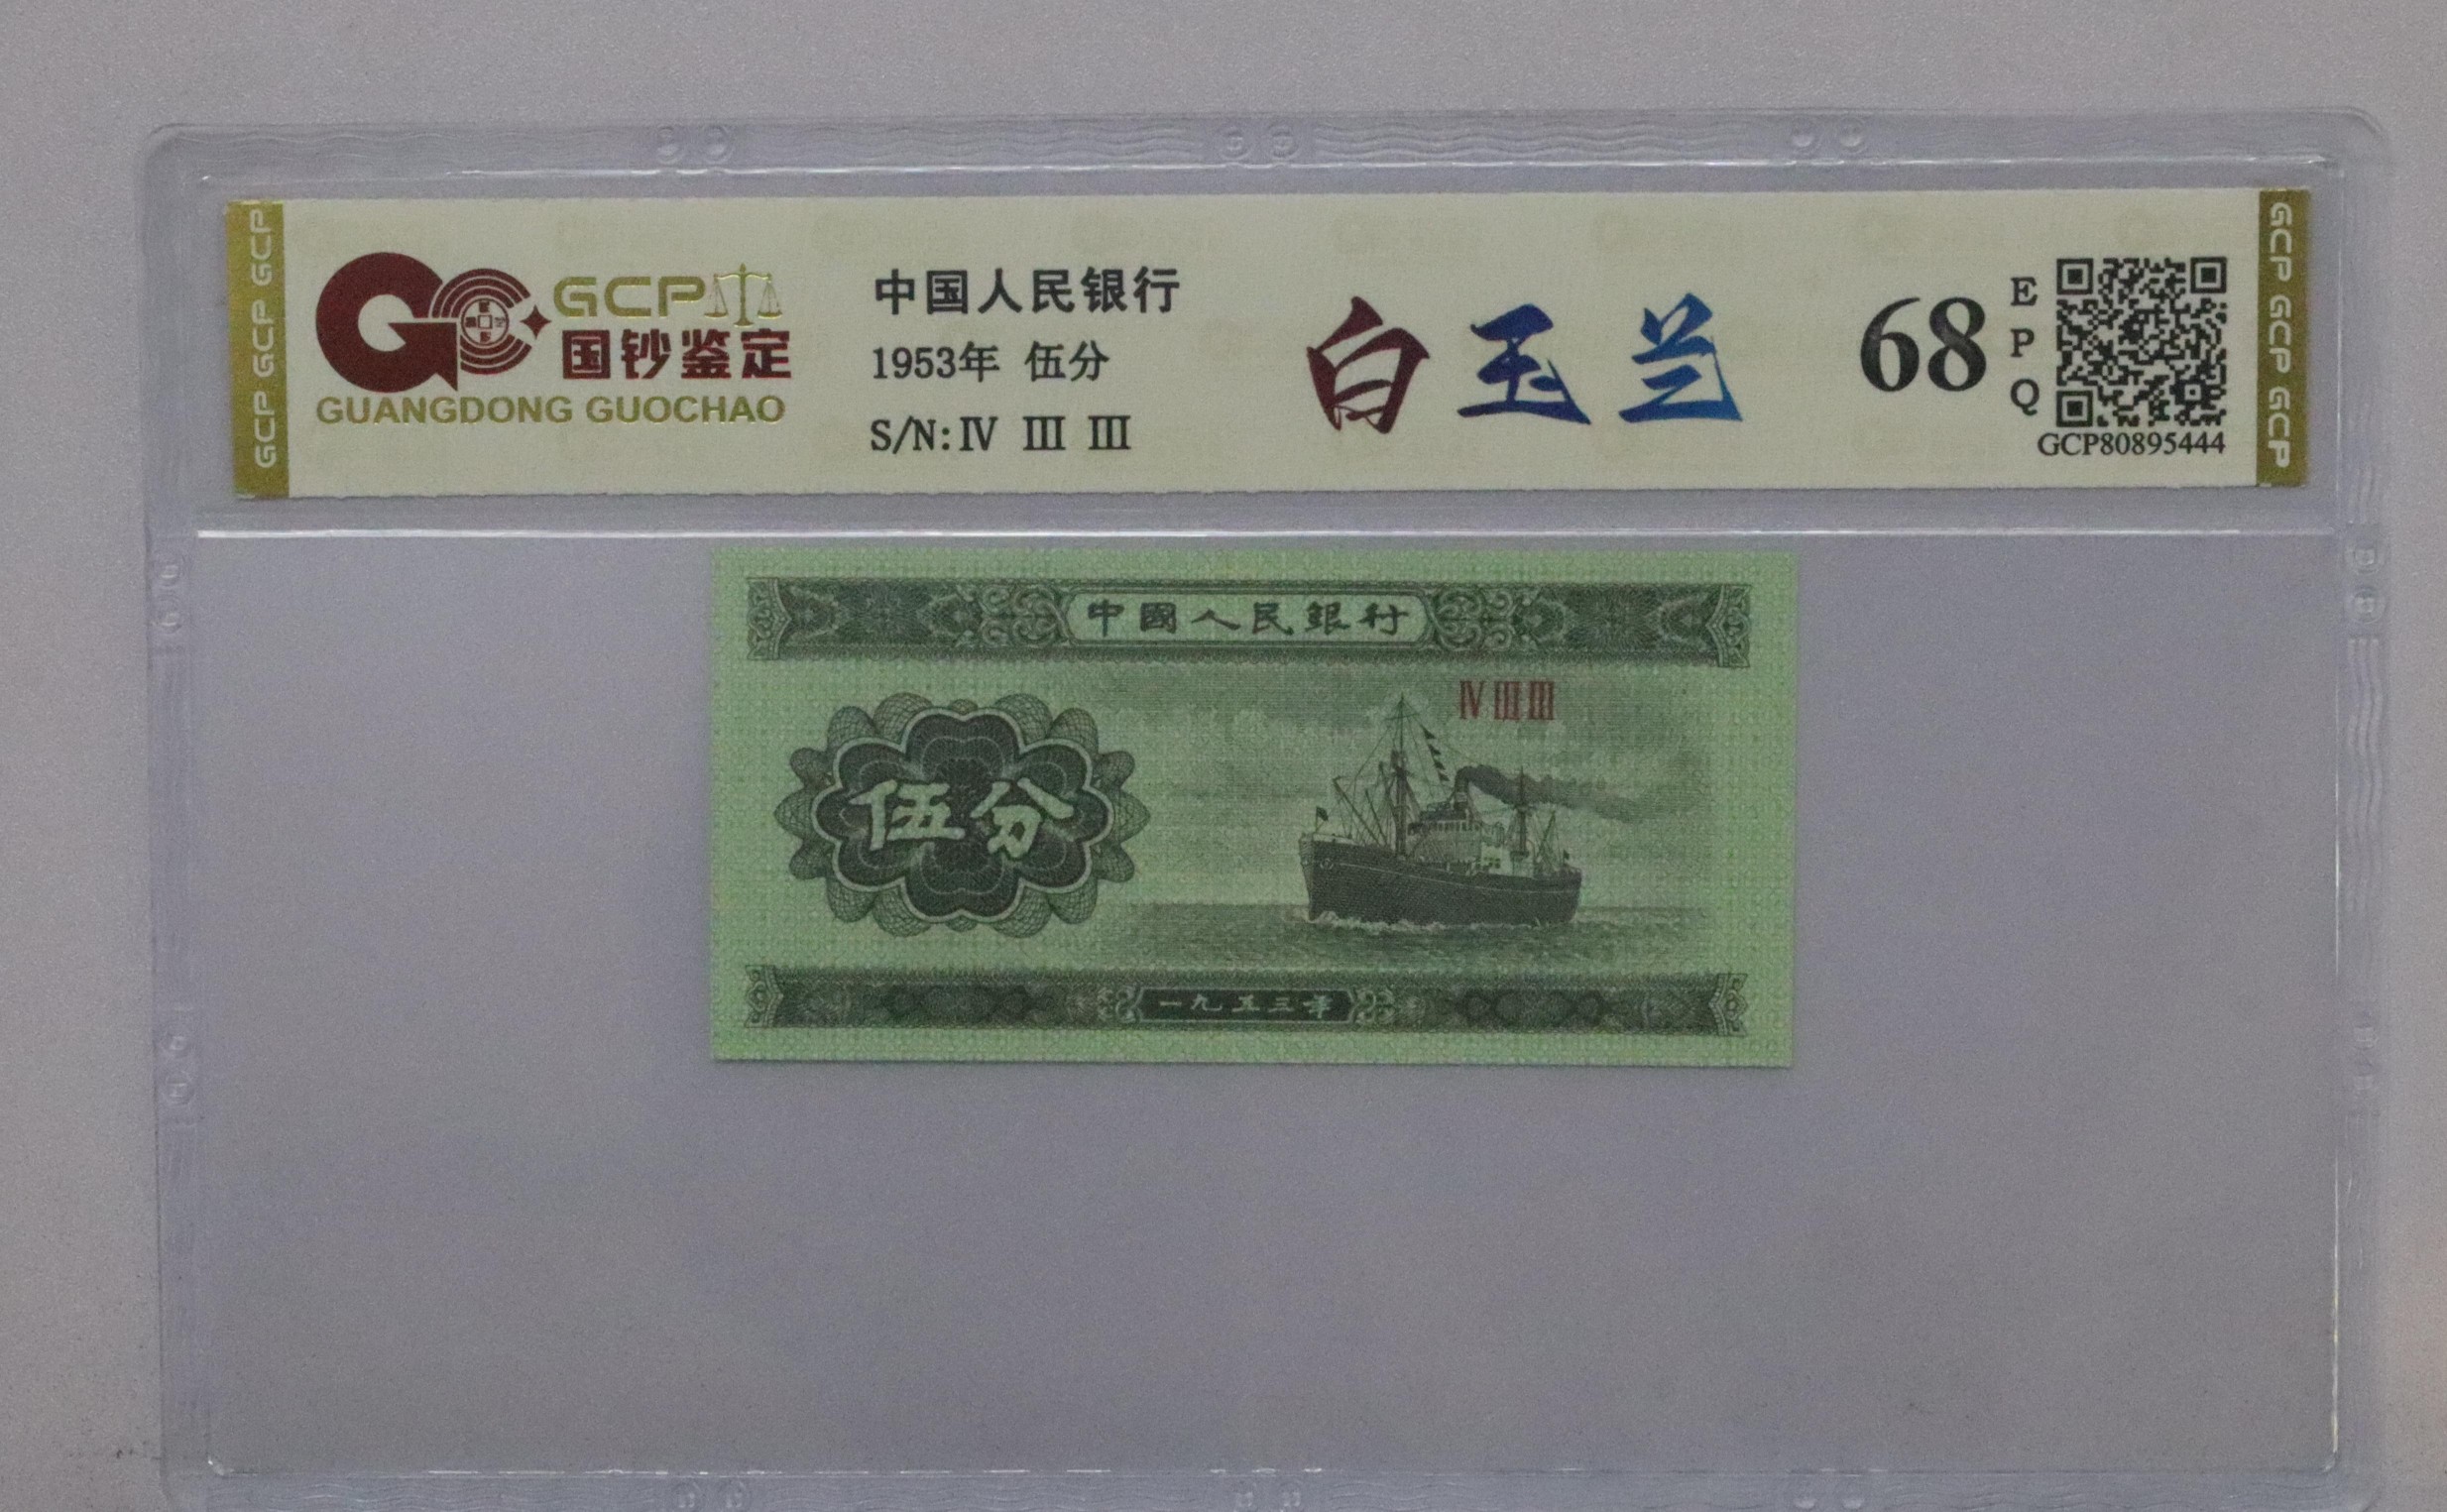 GCP GCP GCP
GCP
国钞鉴定
GUANGDONG GUOCHAO
中国人民银行
1953年 伍分
S/N: Ⅳ Ⅲ Ⅲ
白玉兰
68
EPQ
GCP80895444
GCP GCP GCP
中國人民銀行
Ⅳ Ⅲ Ⅲ
伍分
一九五三年